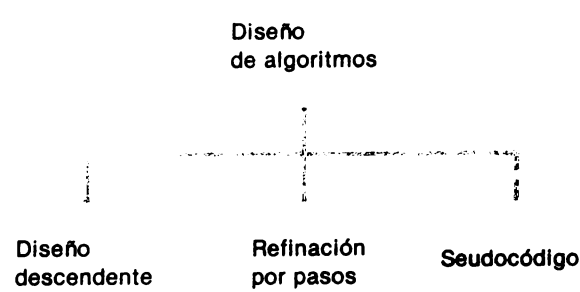 Diseño
de algoritmos
Diseño
descendente
Refinación
por pasos
Seudocódigo